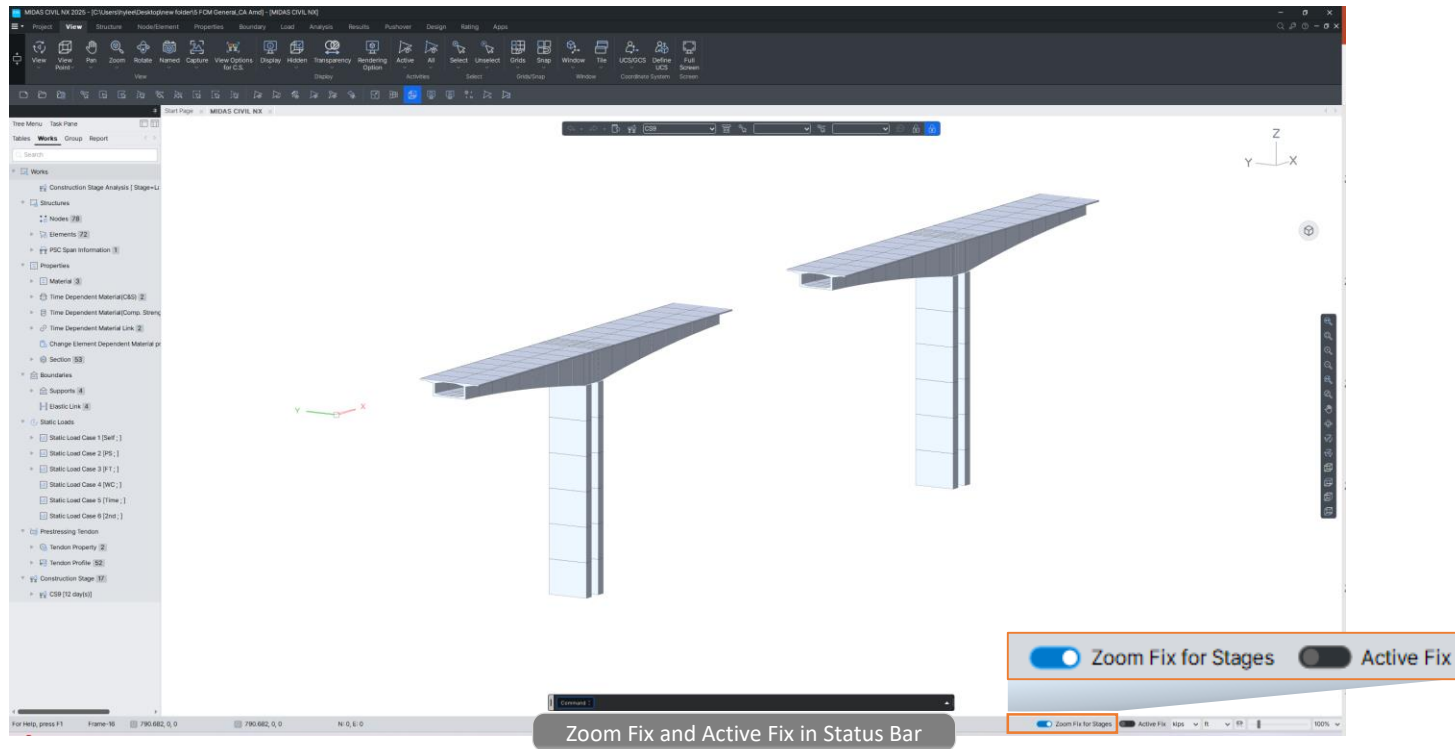 MIDAS CIVIL NX 2025 - [C:\Users\hylee\Desktop\new folder\5 FCM General,CA Amd] - [MIDAS CIVIL NX]
Project View Structure Node/Element Properties Boundary Load Analysis Results Pushover Design Rating Apps
View View Point Pan Zoom Rotate Named Capture View Options for C.S. Display Hidden Transparency Rendering Option Active All Select Unselect Grids Snap Window Tile UCS/GCS Define UCS Full Screen
View Display Activities Select Grids/Snap Window Coordinate System Screen
Start Page MIDAS CIVIL NX
Tree Menu Task Pane
CS9
Tables Works Group Report
Search
Z
Y X
Works
Construction Stage Analysis [ Stage=La
Structures
Nodes 78
Elements 72
PSC Span Information 1
Properties
Material 3
Time Dependent Material(C&S) 2
Time Dependent Material(Comp. Streng
Time Dependent Material Link 2
Change Element Dependent Material pr
Section 53
Boundaries
Supports 4
Elastic Link 4
Y X
Static Loads
Static Load Case 1 [Self ; ]
Static Load Case 2 [PS ; ]
Static Load Case 3 [FT ; ]
Static Load Case 4 [WC ; ]
Static Load Case 5 [Time ; ]
Static Load Case 6 [2nd ; ]
Prestressing Tendon
Tendon Property 2
Tendon Profile 52
Construction Stage 17
CS9 [12 day(s)]
Zoom Fix for Stages Active Fix
Command :
For Help, press F1 Frame-16 790.682, 0, 0 790.682, 0, 0 N: 0, E: 0 Zoom Fix for Stages Active Fix kips ft 100%
Zoom Fix and Active Fix in Status Bar